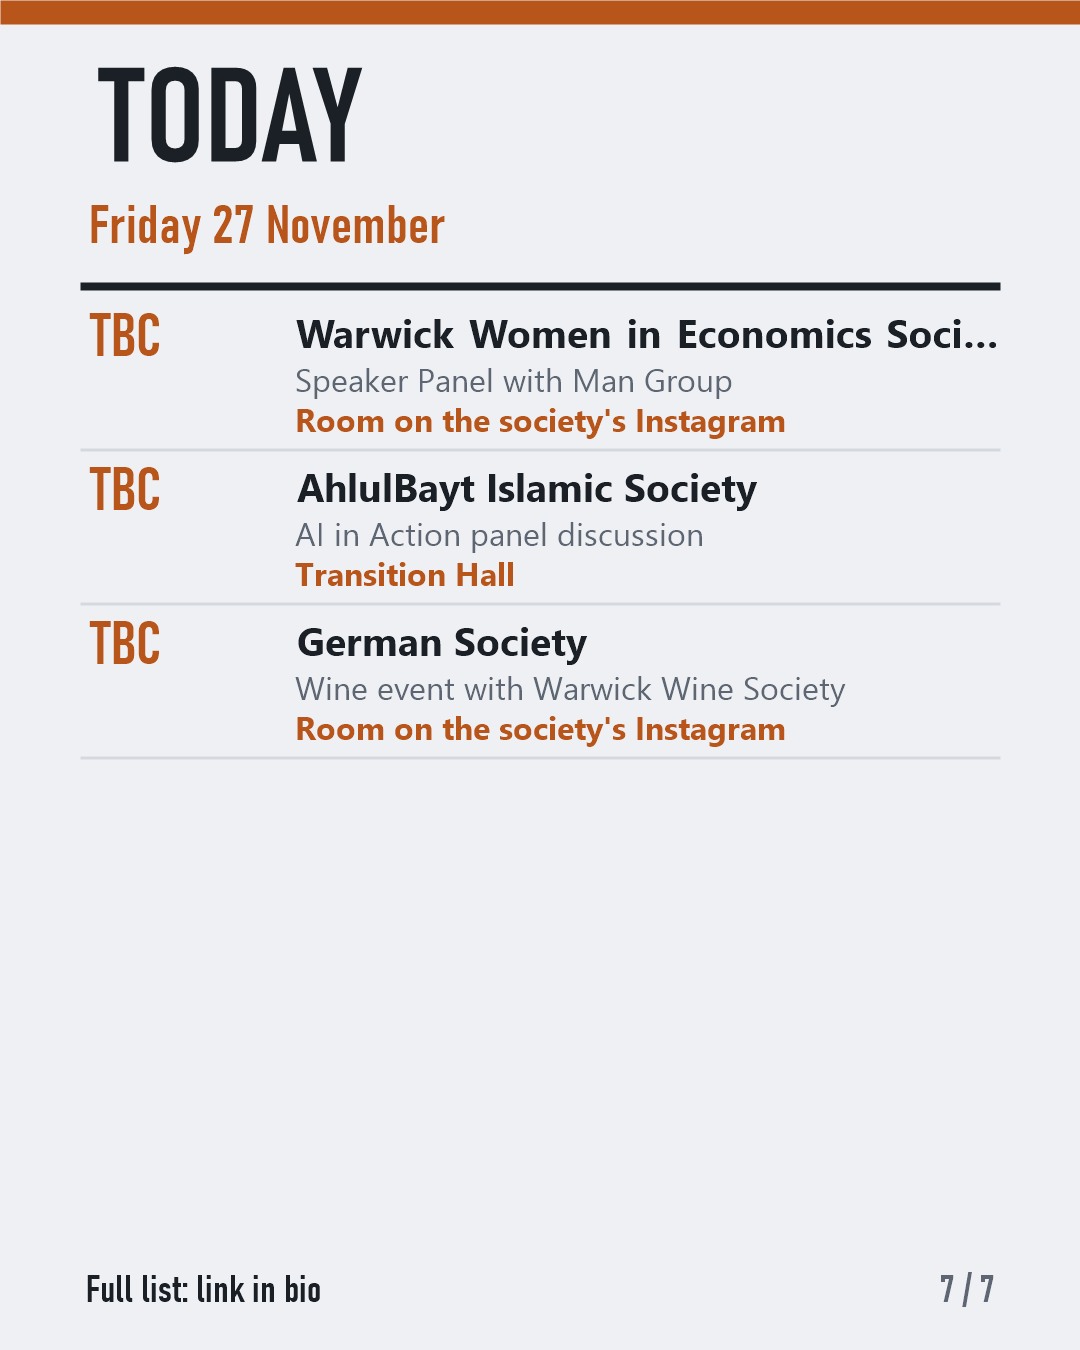 TODAY
Friday 27 November
TBC
Warwick Women in Economics Soci...
Speaker Panel with Man Group
Room on the society's Instagram
TBC
AhlulBayt Islamic Society
AI in Action panel discussion
Transition Hall
TBC
German Society
Wine event with Warwick Wine Society
Room on the society's Instagram
Full list: link in bio
7 / 7